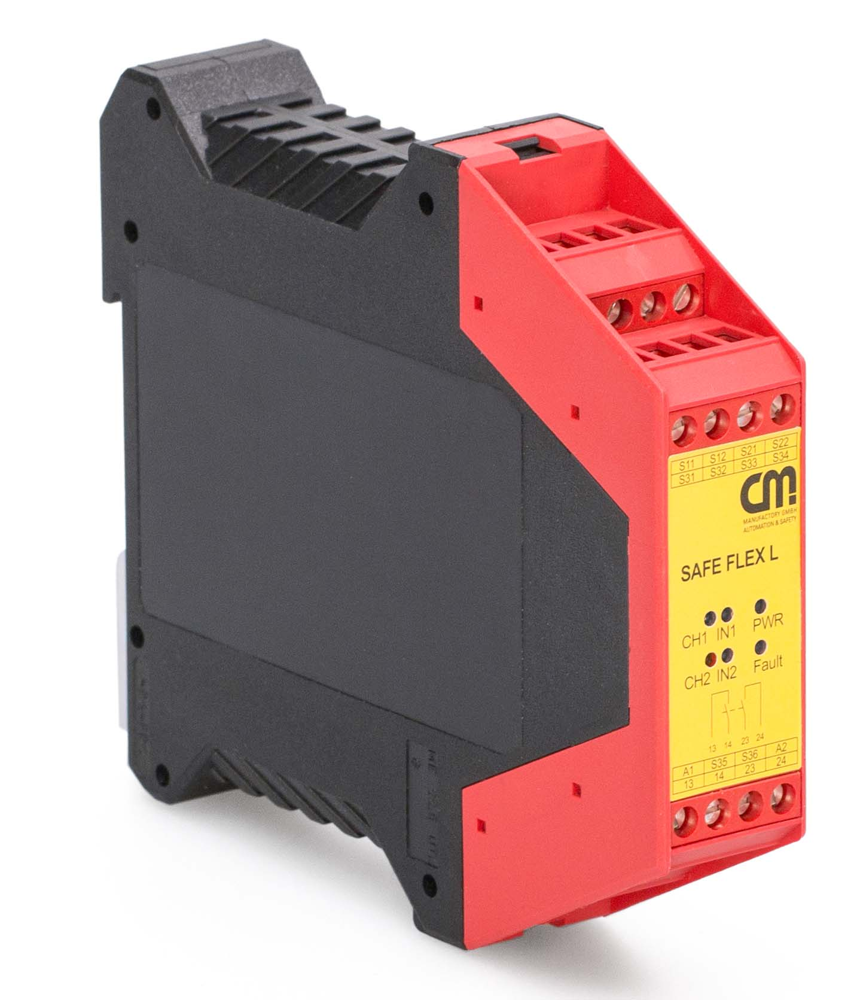 S11 S12 S21 S22
S31 S32 S33 S34
CM
MANUFACTORY GMBH
AUTOMATION & SAFETY
SAFE FLEX L
CH1 IN1 PWR
CH2 IN2 Fault
13 14 23 24
A1 S35 S36 A2
13 14 23 24